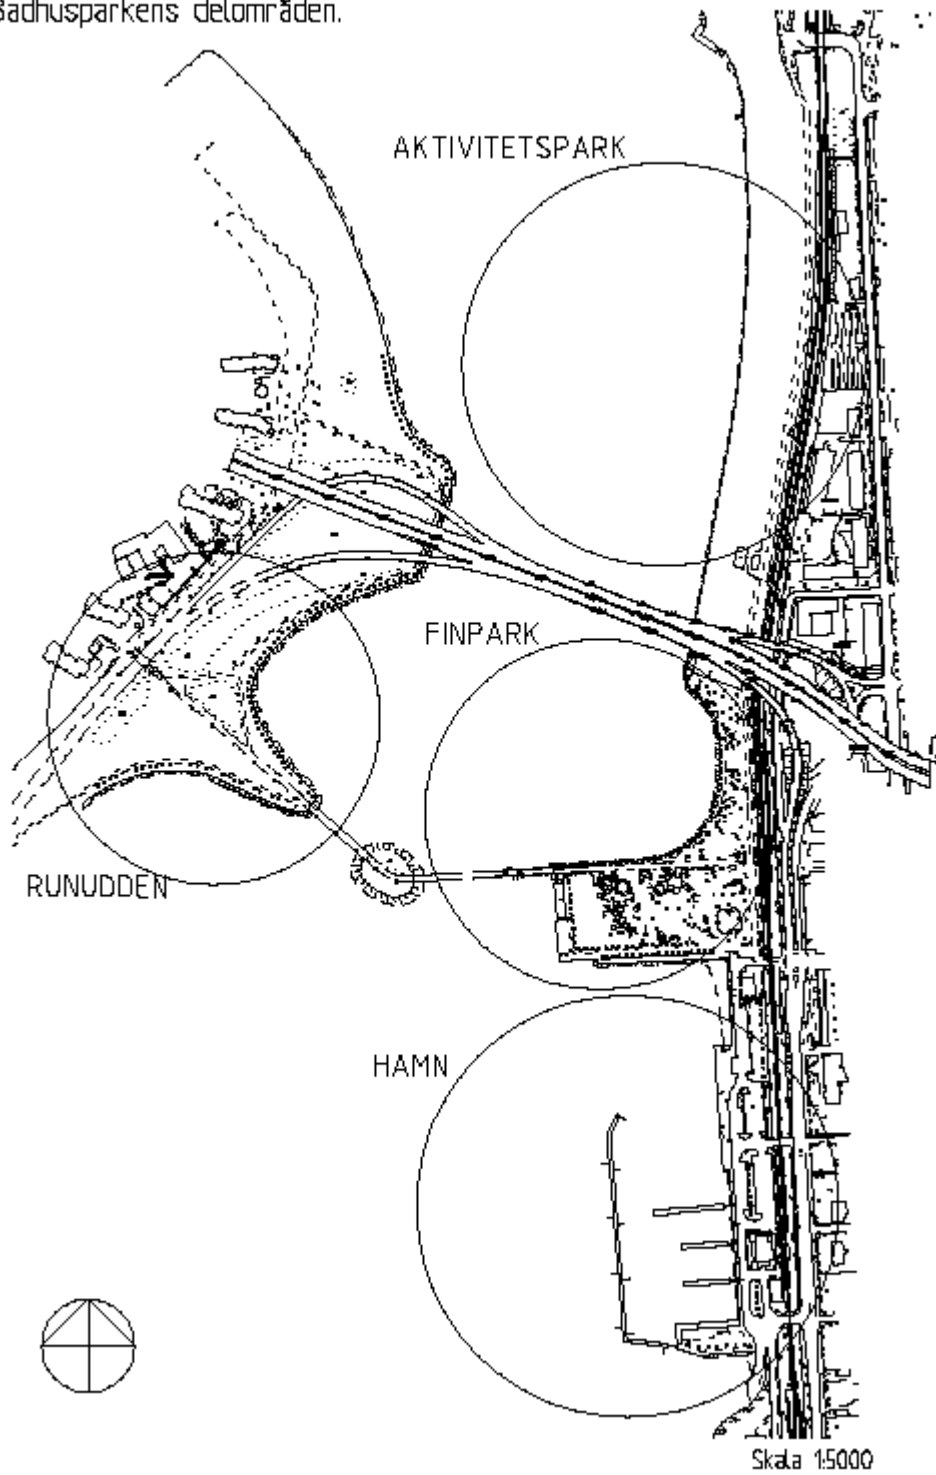 Badhusparkens delområden.
AKTIVITETSPARK
FINPARK
RUNUDDEN
HAMN
Skala 1:5000